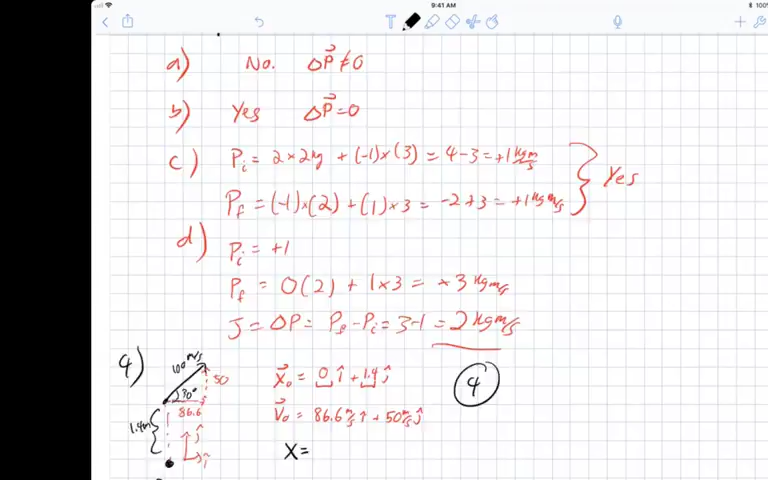 9:41 AM
100%
T
a) No. ΔP⃗ ≠ 0
b) Yes ΔP⃗ = 0
c) Pi = 2 × 2kg + (-1) × (3) = 4 - 3 = +1 kgm/s
Pf = (-1) × (2) + (1) × 3 = -2 + 3 = +1 kgm/s } Yes
d) Pi = +1
Pf = 0(2) + 1 × 3 = × 3 kgm/s
J = ΔP = Pf - Pi = 3 - 1 = 2 kgm/s
9) 100 m/s
50
30°
86.6
1.4m
ĵ
î
x⃗o = 0 î + 1.4 ĵ
④
v⃗o = 86.6 m/s î + 50 m/s ĵ
X =